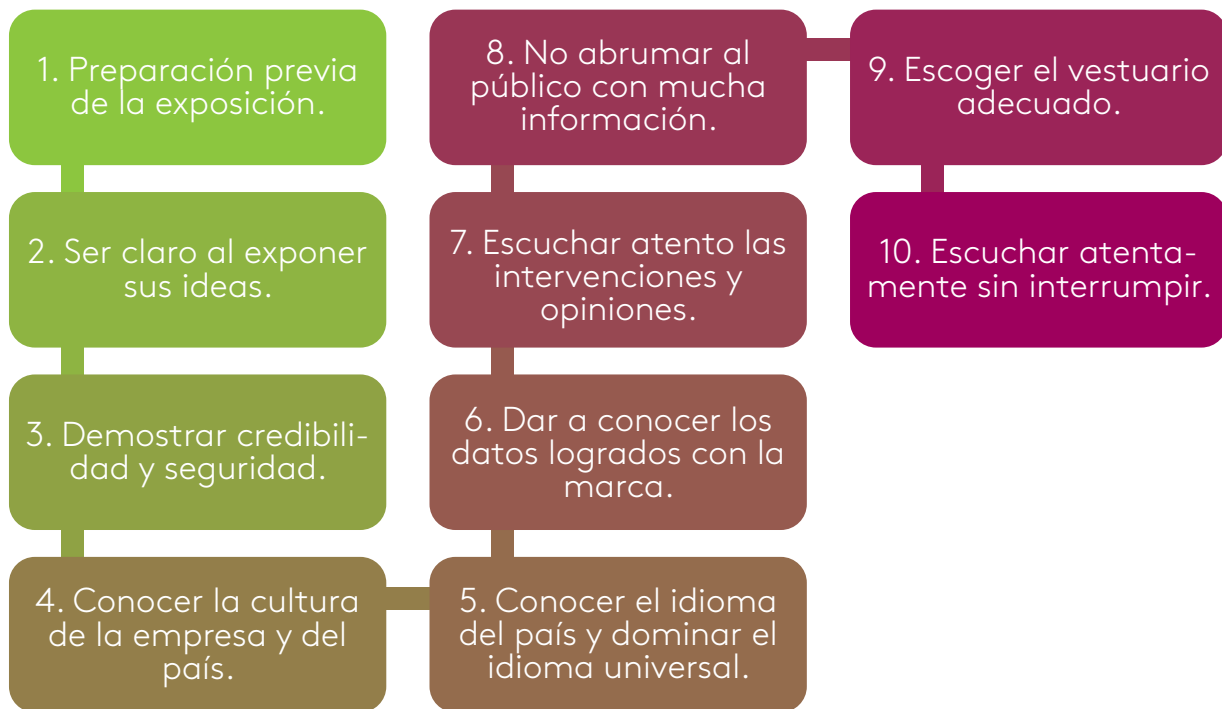 1. Preparación previa
de la exposición.
2. Ser claro al exponer
sus ideas.
3. Demostrar credibili-
dad y seguridad.
4. Conocer la cultura
de la empresa y del
país.
5. Conocer el idioma
del país y dominar el
idioma universal.
6. Dar a conocer los
datos logrados con la
marca.
7. Escuchar atento las
intervenciones y
opiniones.
8. No abrumar al
público con mucha
información.
9. Escoger el vestuario
adecuado.
10. Escuchar atenta-
mente sin interrumpir.